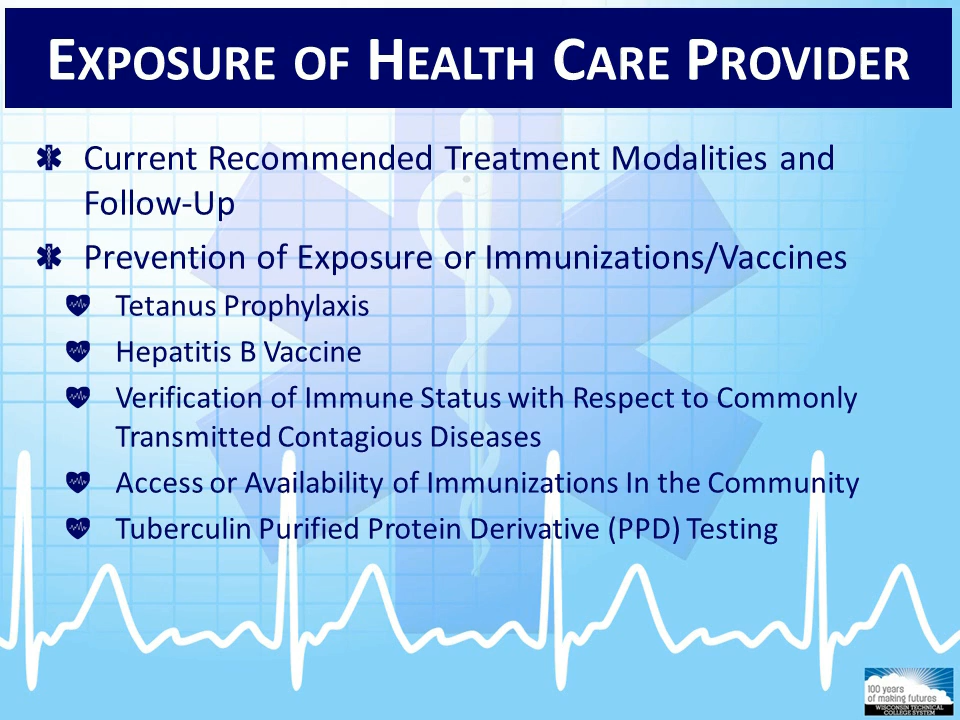 EXPOSURE OF HEALTH CARE PROVIDER
Current Recommended Treatment Modalities and
Follow-Up
Prevention of Exposure or Immunizations/Vaccines
Tetanus Prophylaxis
Hepatitis B Vaccine
Verification of Immune Status with Respect to Commonly
Transmitted Contagious Diseases
Access or Availability of Immunizations In the Community
Tuberculin Purified Protein Derivative (PPD) Testing
100 years
of making futures
WISCONSIN TECHNICAL
COLLEGE SYSTEM